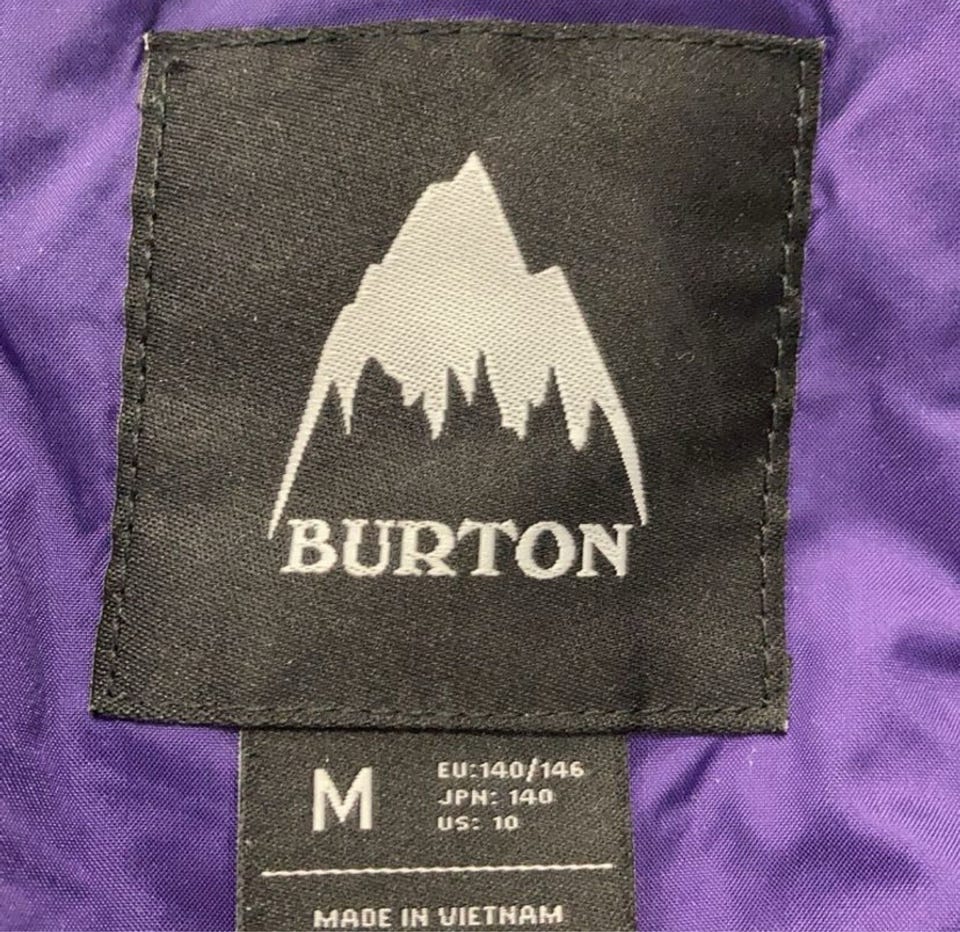 BURTON
M
EU:140/146
JPN: 140
US: 10
MADE IN VIETNAM